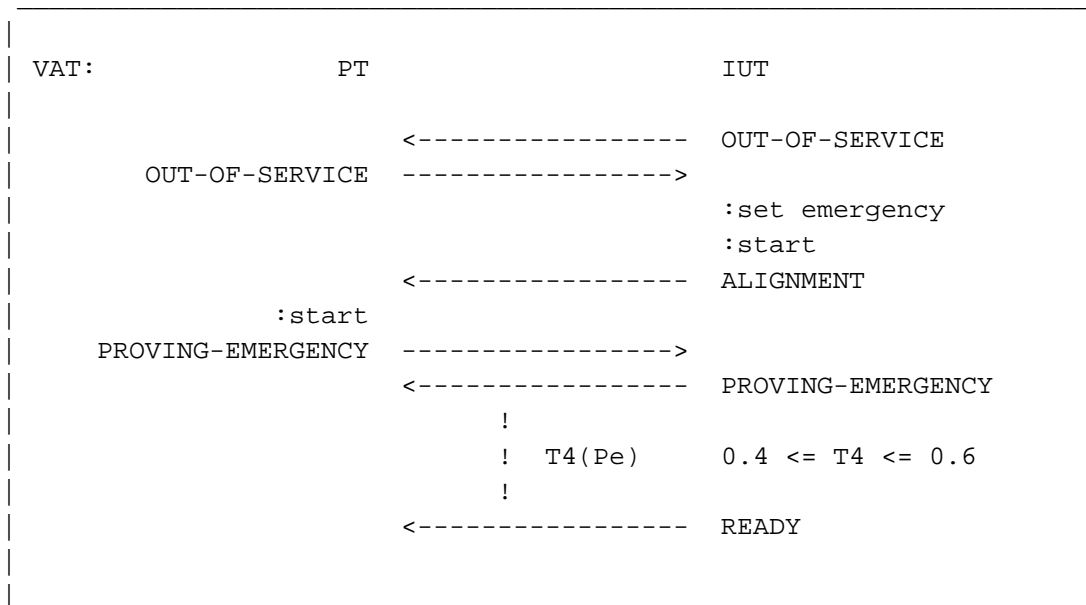 VAT: PT IUT
<----------------- OUT-OF-SERVICE
OUT-OF-SERVICE ----------------->
:set emergency
:start
<----------------- ALIGNMENT
:start
PROVING-EMERGENCY ----------------->
<----------------- PROVING-EMERGENCY
!
! T4(Pe) 0.4 <= T4 <= 0.6
!
<----------------- READY